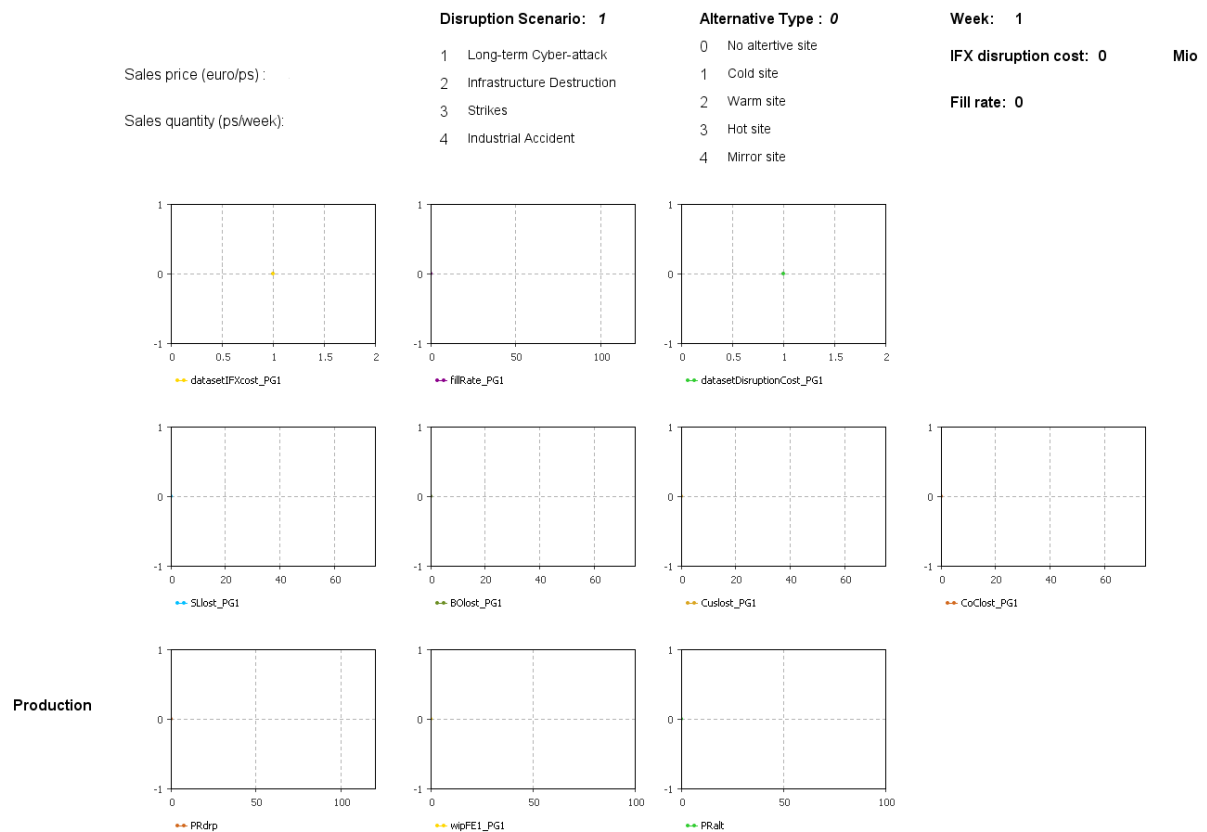 Disruption Scenario: 1
Alternative Type : 0
Week: 1
1 Long-term Cyber-attack
2 Infrastructure Destruction
3 Strikes
4 Industrial Accident
0 No altertive site
1 Cold site
2 Warm site
3 Hot site
4 Mirror site
IFX disruption cost: 0 Mio
Fill rate: 0
Sales price (euro/ps) :
Sales quantity (ps/week):
1
0
-1
0 0.5 1 1.5 2
datasetIFXcost_PG1
1
0
-1
0 50 100
fillRate_PG1
1
0
-1
0 0.5 1 1.5 2
datasetDisruptionCost_PG1
1
0
-1
0 20 40 60
SLlost_PG1
1
0
-1
0 20 40 60
BOlost_PG1
1
0
-1
0 20 40 60
Cuslost_PG1
1
0
-1
0 20 40 60
CoClost_PG1
Production
1
0
-1
0 50 100
PRdrp
1
0
-1
0 50 100
wipFE1_PG1
1
0
-1
0 50 100
PRalt